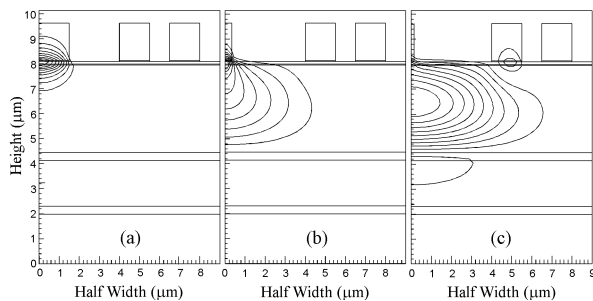 10
9
8
7
6
5
4
3
2
1
0
Height (μm)
(a)
(b)
(c)
0 1 2 3 4 5 6 7 8
0 1 2 3 4 5 6 7 8
0 1 2 3 4 5 6 7 8 9
Half Width (μm)
Half Width (μm)
Half Width (μm)